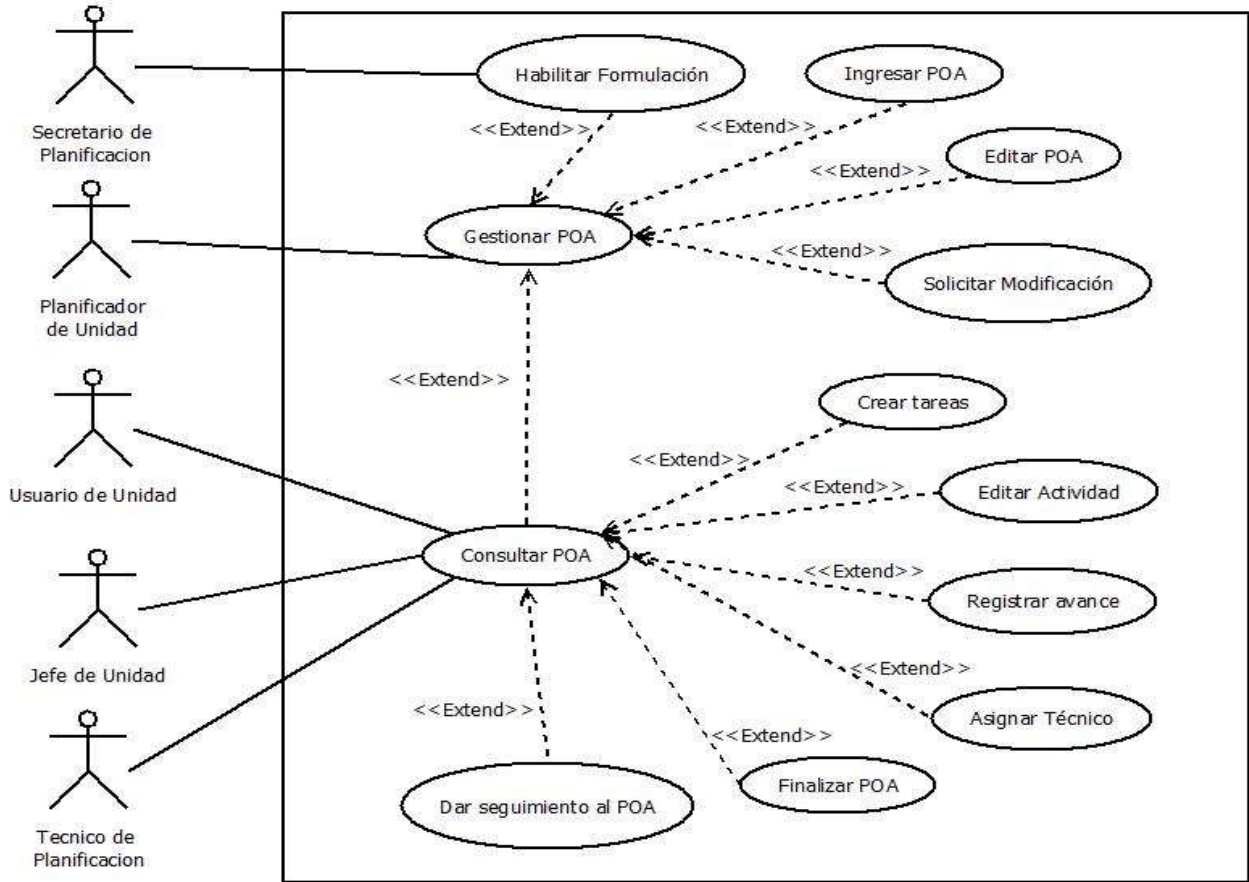 Habilitar Formulación
Ingresar POA
<<Extend>>
<<Extend>>
Secretario de
Planificacion
Editar POA
<<Extend>>
Gestionar POA
<<Extend>>
Solicitar Modificación
Planificador
de Unidad
<<Extend>>
Crear tareas
<<Extend>>
Usuario de Unidad
<<Extend>>
Editar Actividad
Consultar POA
<<Extend>>
Registrar avance
Jefe de Unidad
<<Extend>>
<<Extend>>
Asignar Técnico
<<Extend>>
Finalizar POA
Dar seguimiento al POA
Tecnico de
Planificacion